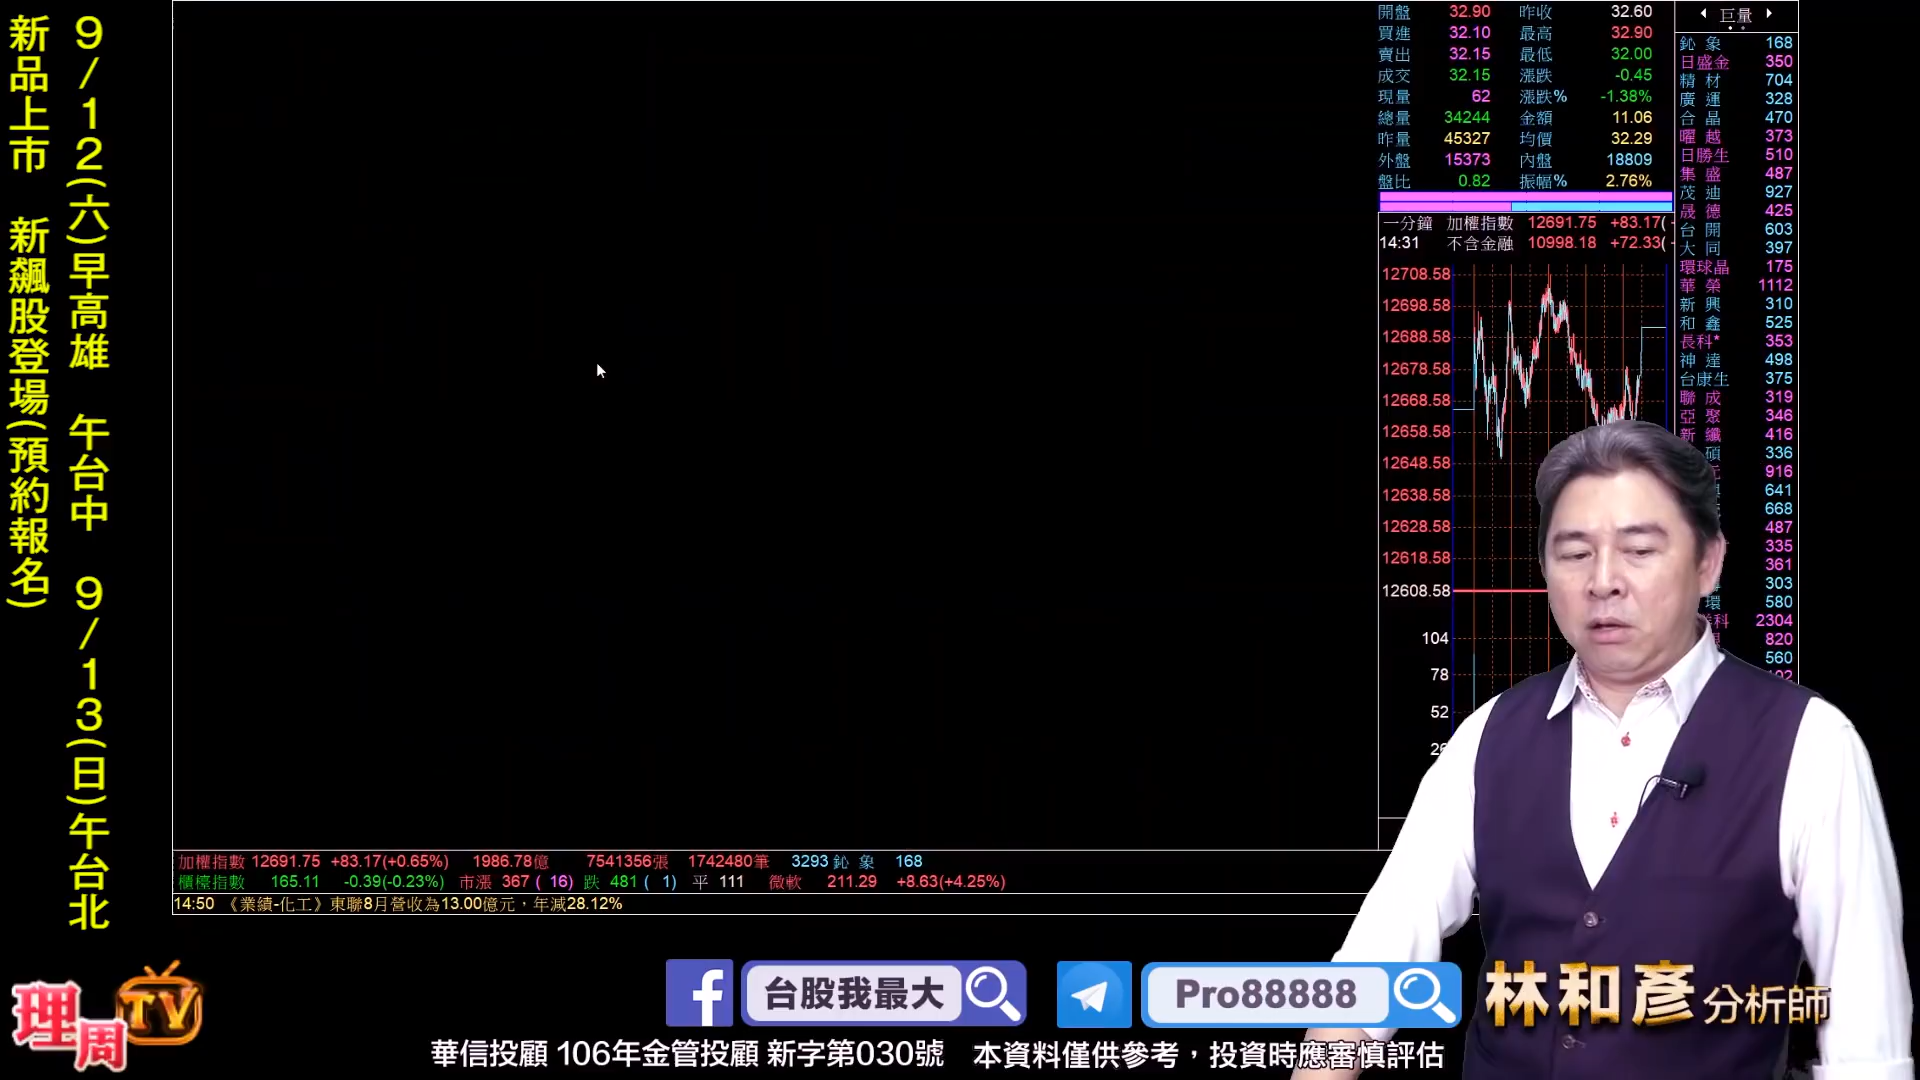 9/12(六)早高雄 午台中 9/13(日)午台北
新品上市 新飆股登場(預約報名)
開盤 32.90 昨收 32.60
買進 32.10 最高 32.90
賣出 32.15 最低 32.00
成交 32.15 漲跌 -0.45
現量 62 漲跌% -1.38%
總量 34244 金額 11.06
昨量 45327 均價 32.29
外盤 15373 內盤 18809
盤比 0.82 振幅% 2.76%
一分鐘 加權指數 12691.75 +83.17(
14:31 不含金融 10998.18 +72.33(
12708.58
12698.58
12688.58
12678.58
12668.58
12658.58
12648.58
12638.58
12628.58
12618.58
12608.58
104
78
52
巨量
鈊象 168
日盛金 350
精材 704
廣運 328
合晶 470
曜越 373
日勝生 510
集盛 487
茂迪 927
晟德 425
台開 603
大同 397
環球晶 175
華榮 1112
新興 310
和鑫 525
長科* 353
神達 498
台康生 375
聯成 319
亞聚 346
新纖 416
碩 336
916
641
668
487
335
361
303
環 580
科 2304
820
560
加權指數 12691.75 +83.17(+0.65%) 1986.78億 7541356張 1742480筆 3293 鈊象 168
櫃檯指數 165.11 -0.39(-0.23%) 市漲 367 ( 16) 跌 481 ( 1) 平 111 微軟 211.29 +8.63(+4.25%)
14:50 《業績-化工》東聯8月營收為13.00億元，年減28.12%
理周TV
台股我最大
Pro88888
林和彥 分析師
華信投顧 106年金管投顧 新字第030號 本資料僅供參考，投資時應審慎評估